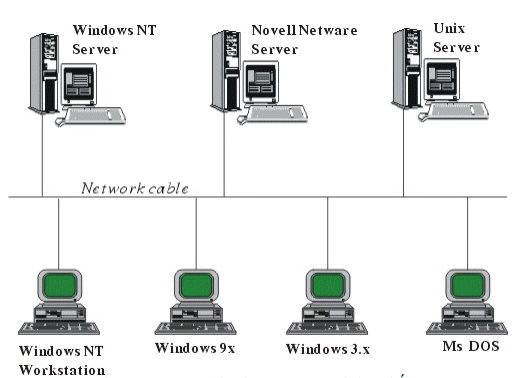 Windows NT
Server
Novell Netware
Server
Unix
Server
Network cable
Windows NT
Workstation
Windows 9x
Windows 3.x
Ms DOS